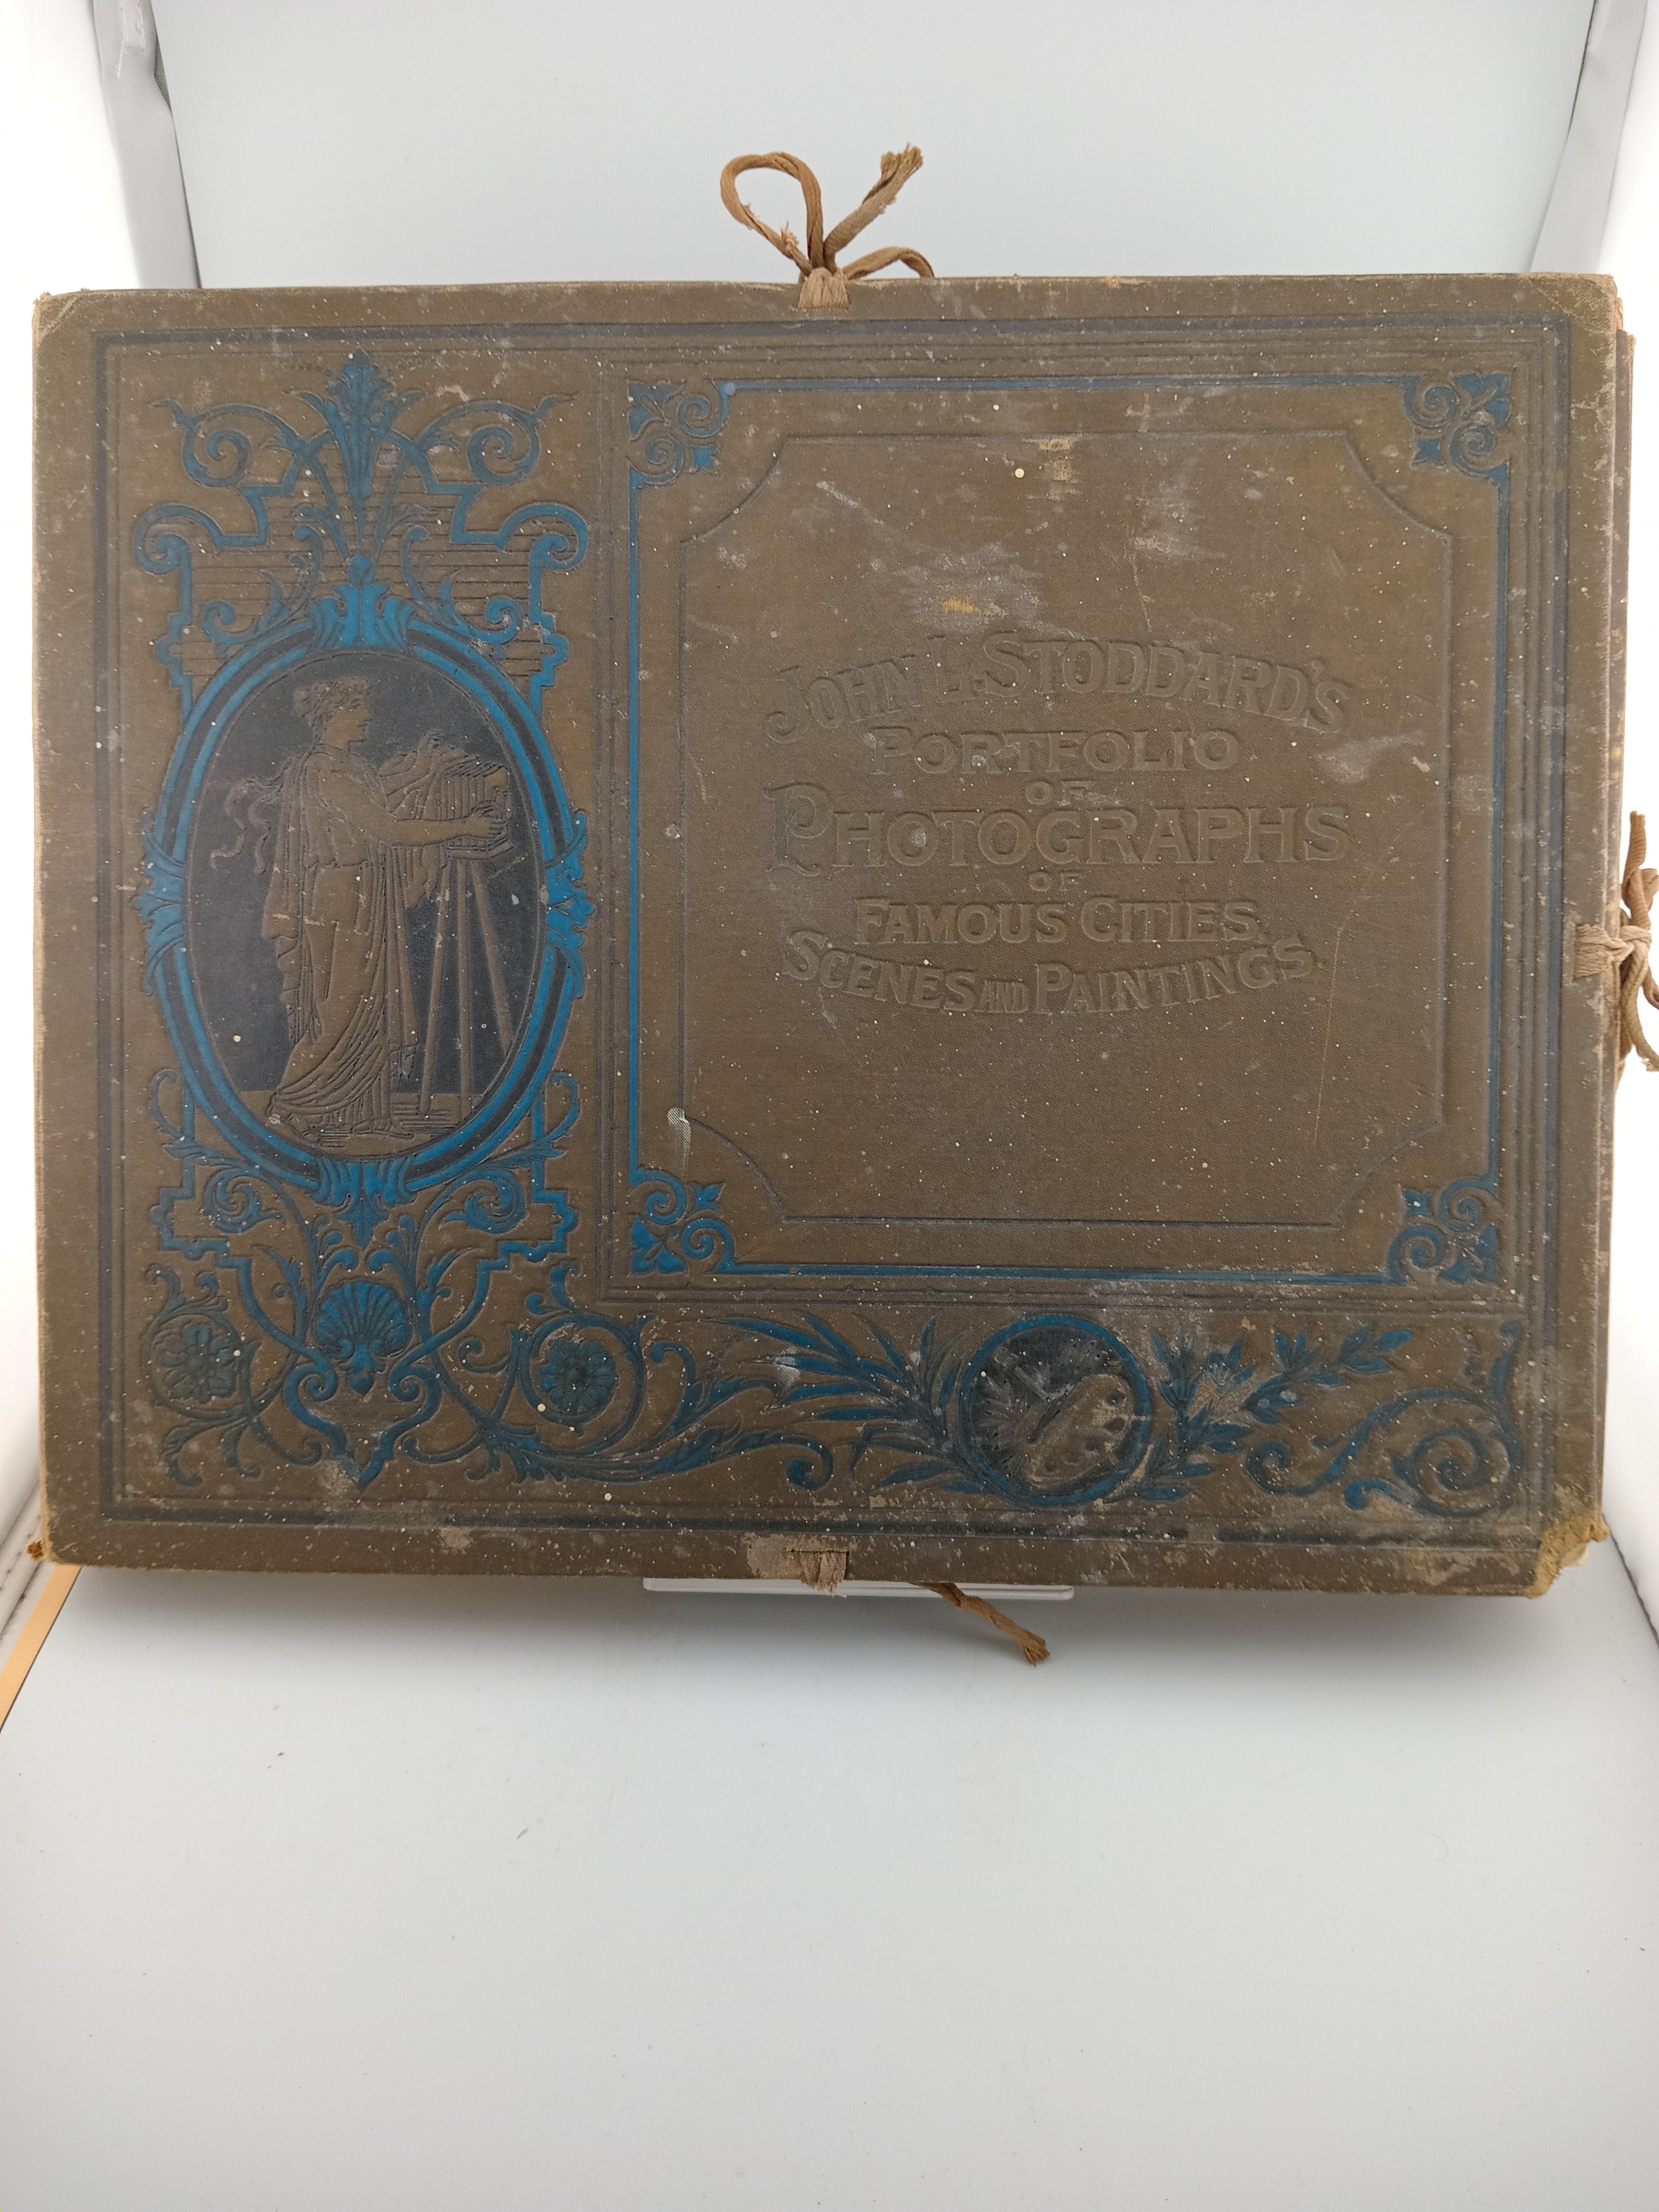 JOHN L. STODDARD'S
PORTFOLIO
OF
PHOTOGRAPHS
OF
FAMOUS CITIES,
SCENES AND PAINTINGS.